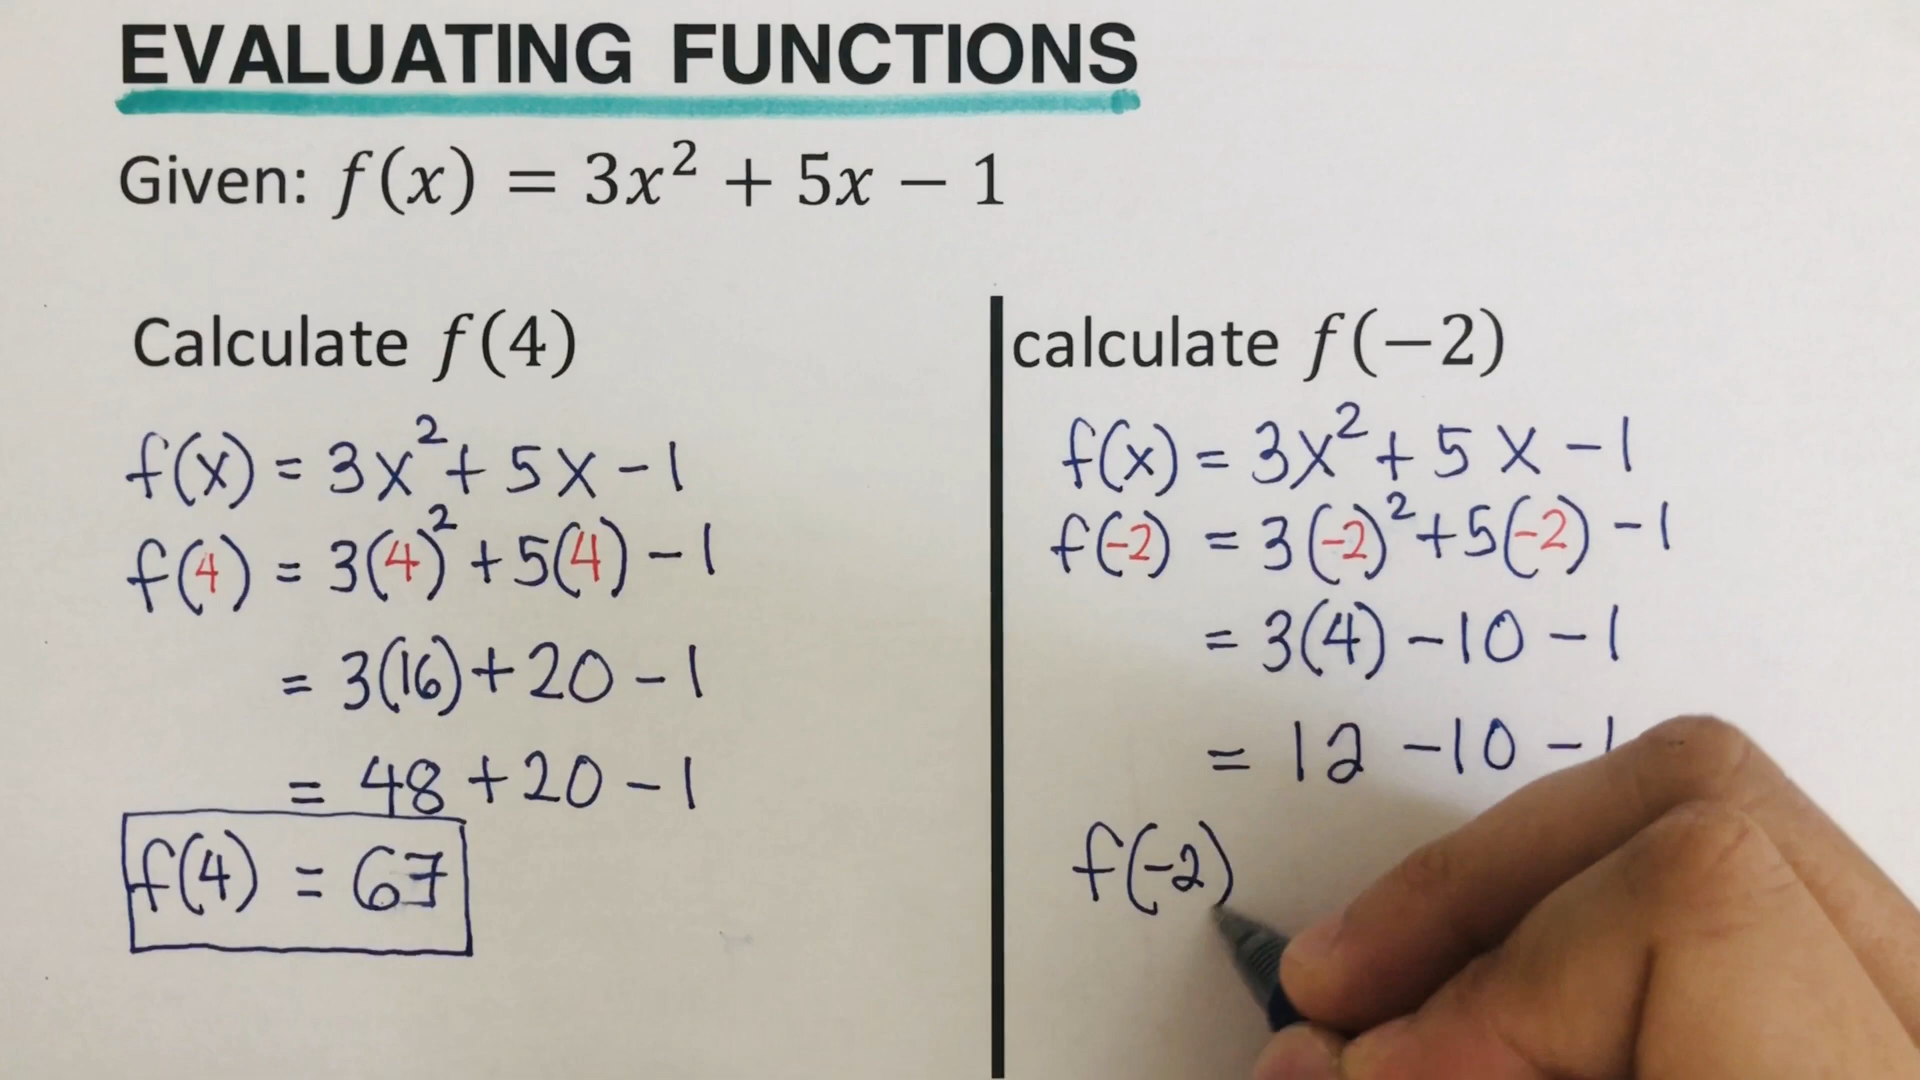 EVALUATING FUNCTIONS
Given: f(x) = 3x² + 5x − 1
Calculate f(4)
f(x) = 3x² + 5x − 1
f(4) = 3(4)² + 5(4) − 1
= 3(16) + 20 − 1
= 48 + 20 − 1
f(4) = 67
calculate f(−2)
f(x) = 3x² + 5x − 1
f(-2) = 3(-2)² + 5(-2) − 1
= 3(4) − 10 − 1
= 12 − 10 − 1
f(-2)